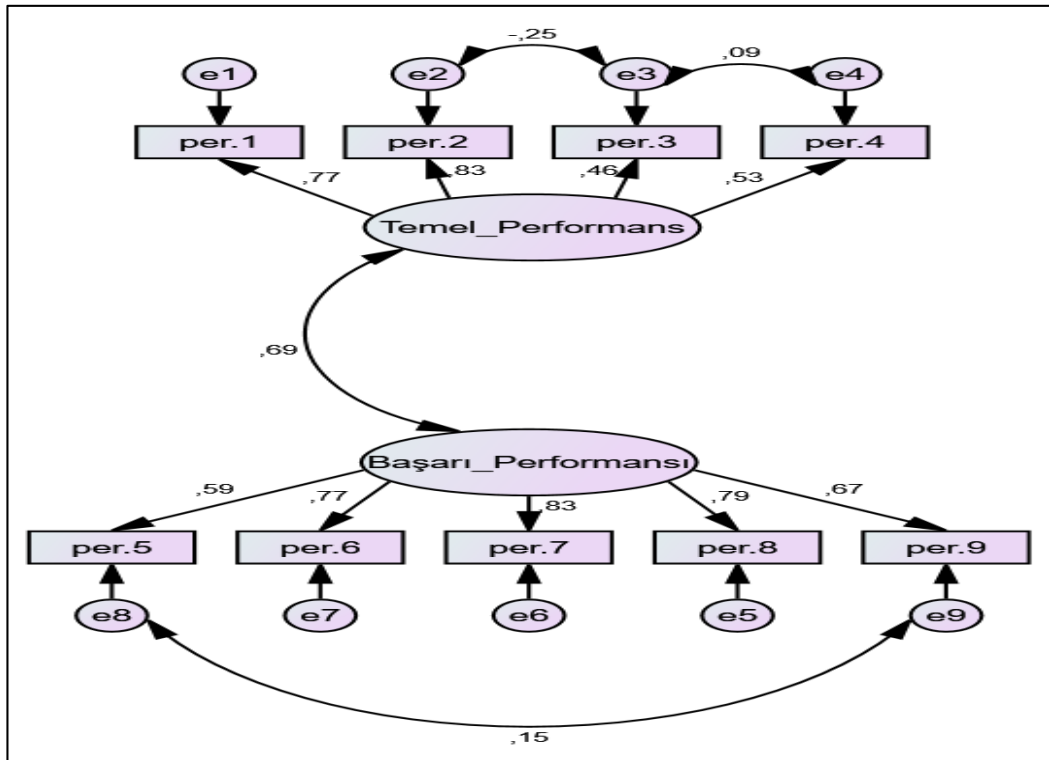 -,25
,09
e1
e2
e3
e4
per.1
per.2
per.3
per.4
,77
,83
,46
,53
Temel_Performans
,69
Başarı_Performansı
,59
,77
,83
,79
,67
per.5
per.6
per.7
per.8
per.9
e8
e7
e6
e5
e9
,15